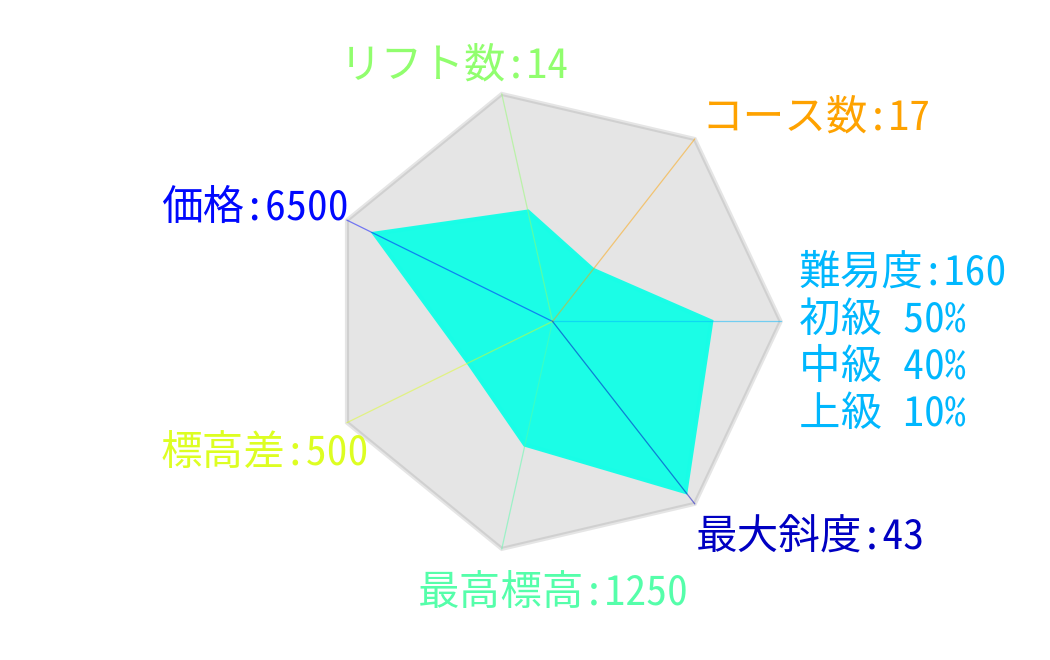 リフト数:14
コース数:17
価格:6500
難易度:160
初級 50%
中級 40%
上級 10%
標高差:500
最大斜度:43
最高標高:1250